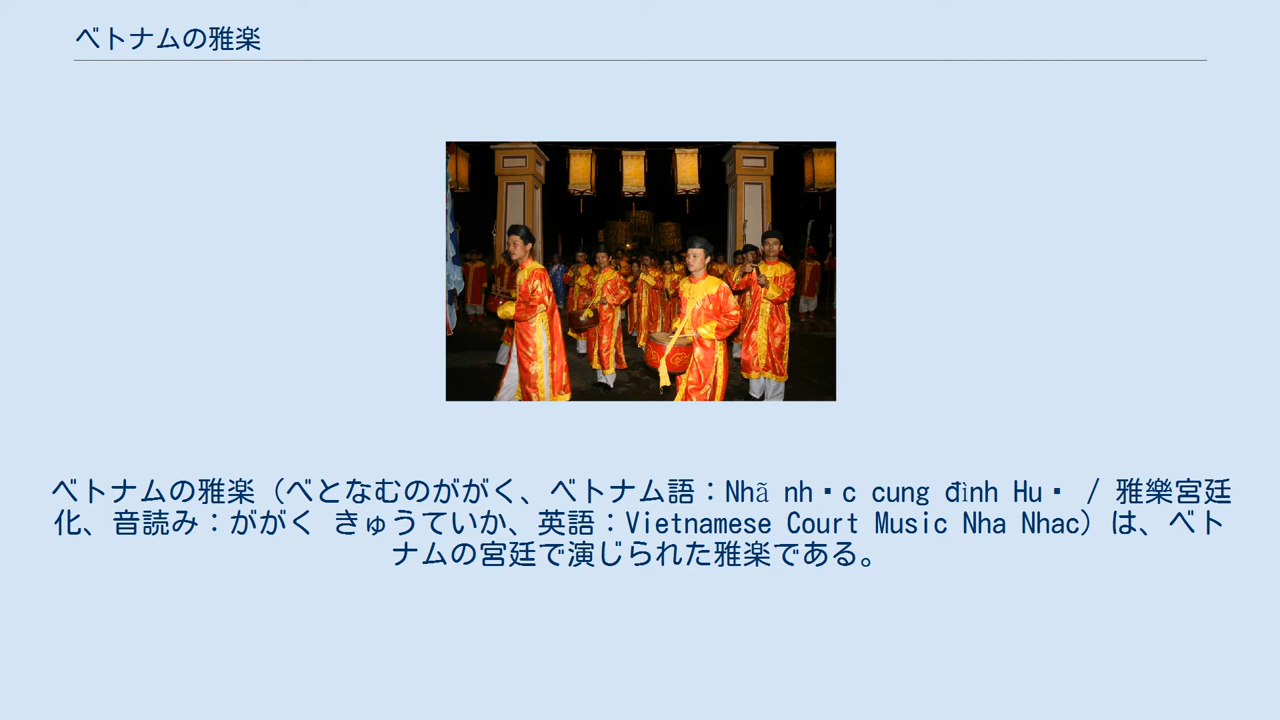 ベトナムの雅楽
ベトナムの雅楽（べとなむのががく、ベトナム語：Nhã nh▪c cung đình Hu▪ / 雅樂宮廷
化、音読み：ががく きゅうていか、英語：Vietnamese Court Music Nha Nhac）は、ベト
ナムの宮廷で演じられた雅楽である。